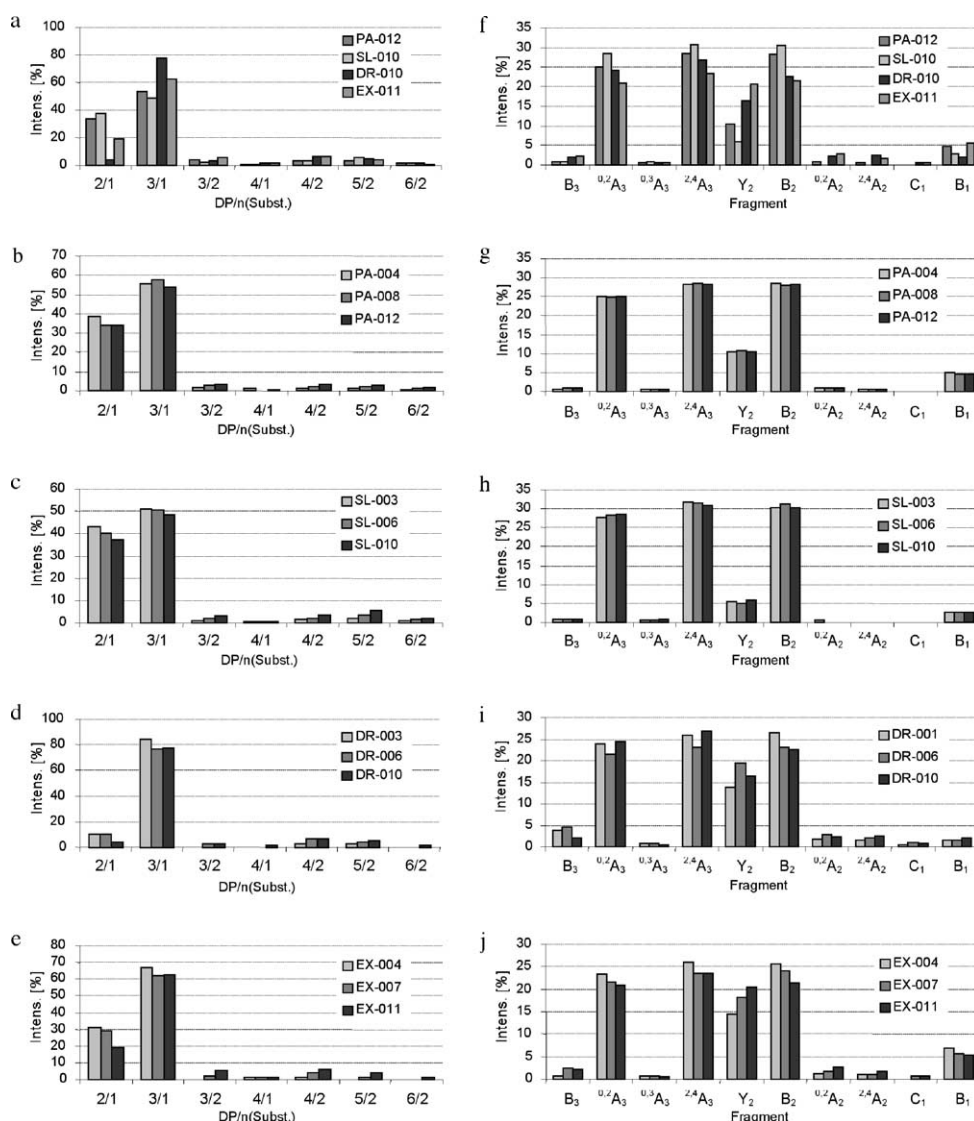 a
Intens. [%]
100
80
60
40
20
0
PA-012
SL-010
DR-010
EX-011
2/1 3/1 3/2 4/1 4/2 5/2 6/2
DP/n(Subst.)
f
Intens. [%]
35
30
25
20
15
10
5
0
PA-012
SL-010
DR-010
EX-011
B₃ ⁰·²A₃ ⁰·³A₃ ²·⁴A₃ Y₂ B₂ ⁰·²A₂ ²·⁴A₂ C₁ B₁
Fragment
b
Intens. [%]
70
60
50
40
30
20
10
0
PA-004
PA-008
PA-012
2/1 3/1 3/2 4/1 4/2 5/2 6/2
DP/n(Subst.)
g
Intens. [%]
35
30
25
20
15
10
5
0
PA-004
PA-008
PA-012
B₃ ⁰·²A₃ ⁰·³A₃ ²·⁴A₃ Y₂ B₂ ⁰·²A₂ ²·⁴A₂ C₁ B₁
Fragment
c
Intens. [%]
60
50
40
30
20
10
0
SL-003
SL-006
SL-010
2/1 3/1 3/2 4/1 4/2 5/2 6/2
DP/n(Subst.)
h
Intens. [%]
35
30
25
20
15
10
5
0
SL-003
SL-006
SL-010
B₃ ⁰·²A₃ ⁰·³A₃ ²·⁴A₃ Y₂ B₂ ⁰·²A₂ ²·⁴A₂ C₁ B₁
Fragment
d
Intens. [%]
100
80
60
40
20
0
DR-003
DR-006
DR-010
2/1 3/1 3/2 4/1 4/2 5/2 6/2
DP/n(Subst.)
i
Intens. [%]
30
25
20
15
10
5
0
DR-001
DR-006
DR-010
B₃ ⁰·²A₃ ⁰·³A₃ ²·⁴A₃ Y₂ B₂ ⁰·²A₂ ²·⁴A₂ C₁ B₁
Fragment
e
Intens. [%]
80
70
60
50
40
30
20
10
0
EX-004
EX-007
EX-011
2/1 3/1 3/2 4/1 4/2 5/2 6/2
DP/n(Subst.)
j
Intens. [%]
30
25
20
15
10
5
0
EX-004
EX-007
EX-011
B₃ ⁰·²A₃ ⁰·³A₃ ²·⁴A₃ Y₂ B₂ ⁰·²A₂ ²·⁴A₂ C₁ B₁
Fragment